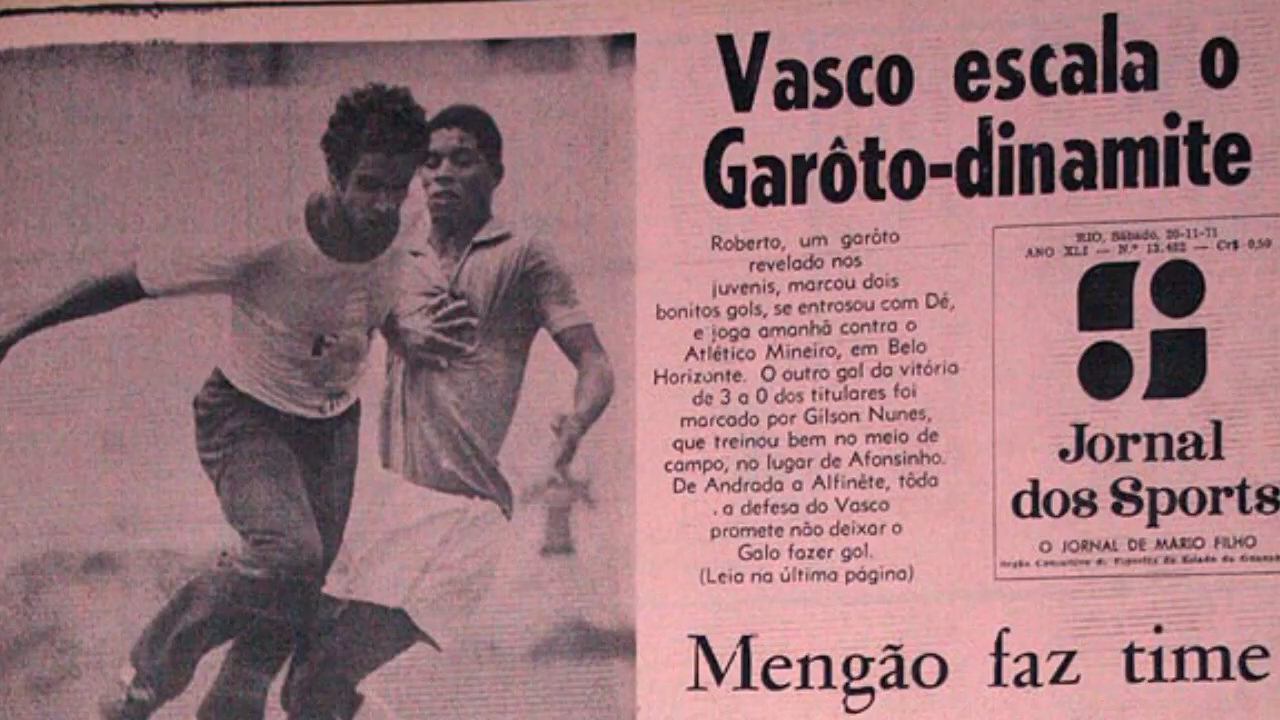 Vasco escala o
Garôto-dinamite
Roberto, um garôto
revelado nos
juvenis, marcou dois
bonitos gols, se entrosou com Dé,
e joga amanhã contra o
Atlético Mineiro, em Belo
Horizonte. O outro gol da vitória
de 3 a 0 dos titulares foi
marcado por Gilson Nunes,
que treinou bem no meio de
campo, no lugar de Afonsinho.
De Andrada a Alfinête, tôda
a defesa do Vasco
promete não deixar o
Galo fazer gol.
(Leia na última página)
RIO, Sábado, 20-11-71
ANO XLI — N.º 13.482 — Cr$ 0,50
Jornal
dos Sports
O JORNAL DE MÁRIO FILHO
Mengão faz time